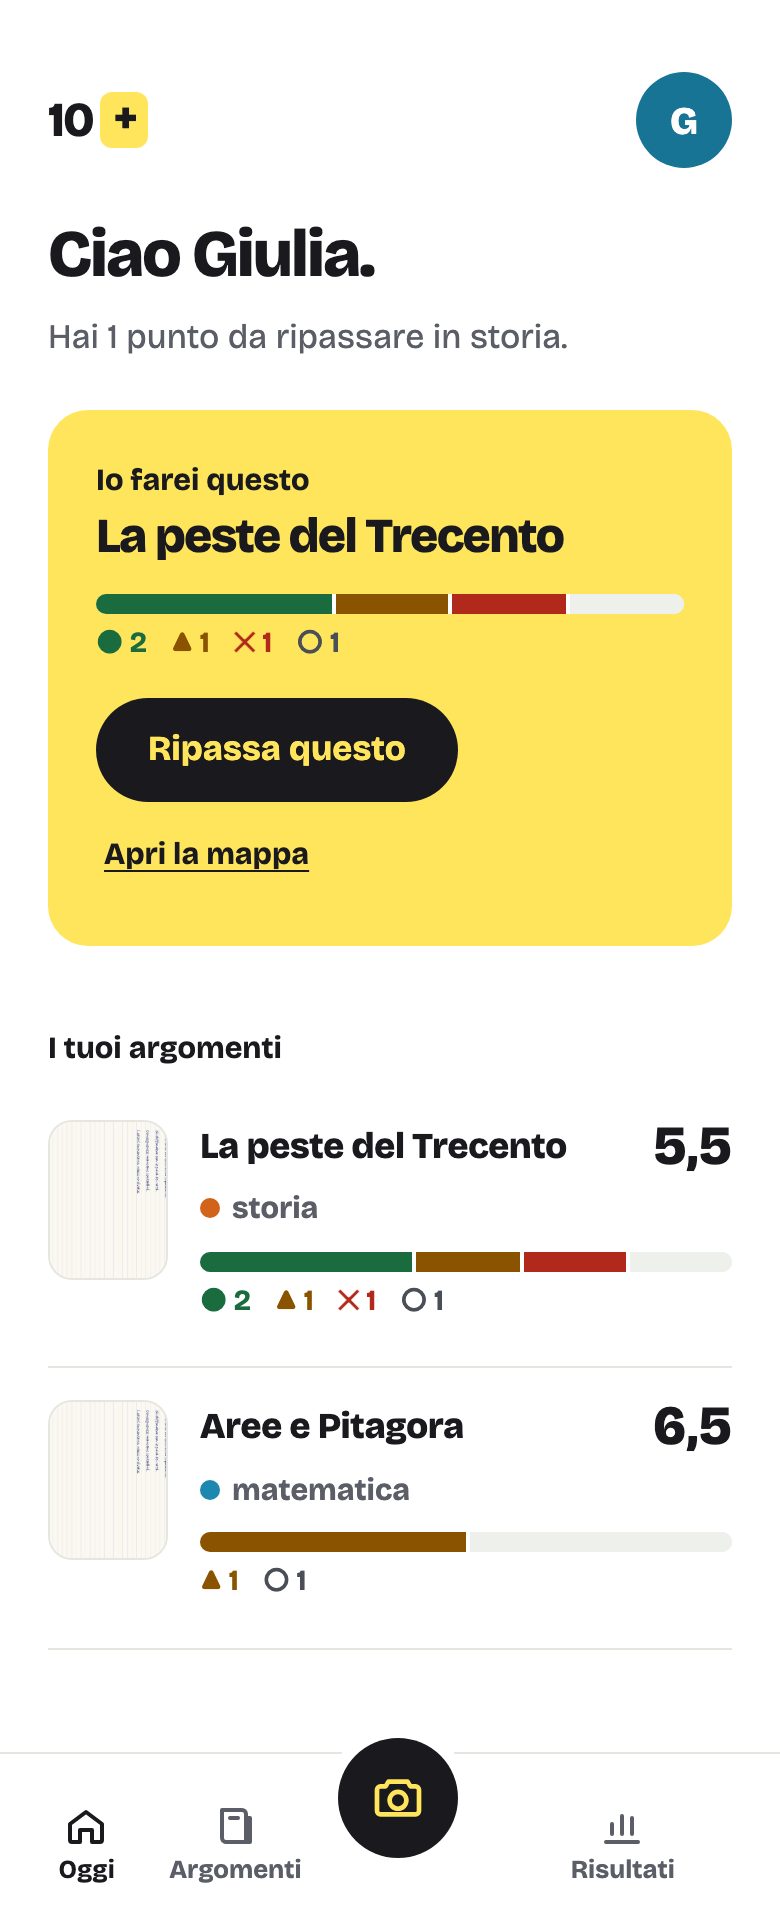 10 +
G
Ciao Giulia.
Hai 1 punto da ripassare in storia.
Io farei questo
La peste del Trecento
2 1 1 1
Ripassa questo
Apri la mappa
I tuoi argomenti
La peste del Trecento 5,5
storia
2 1 1 1
Aree e Pitagora 6,5
matematica
1 1
Oggi Argomenti Risultati